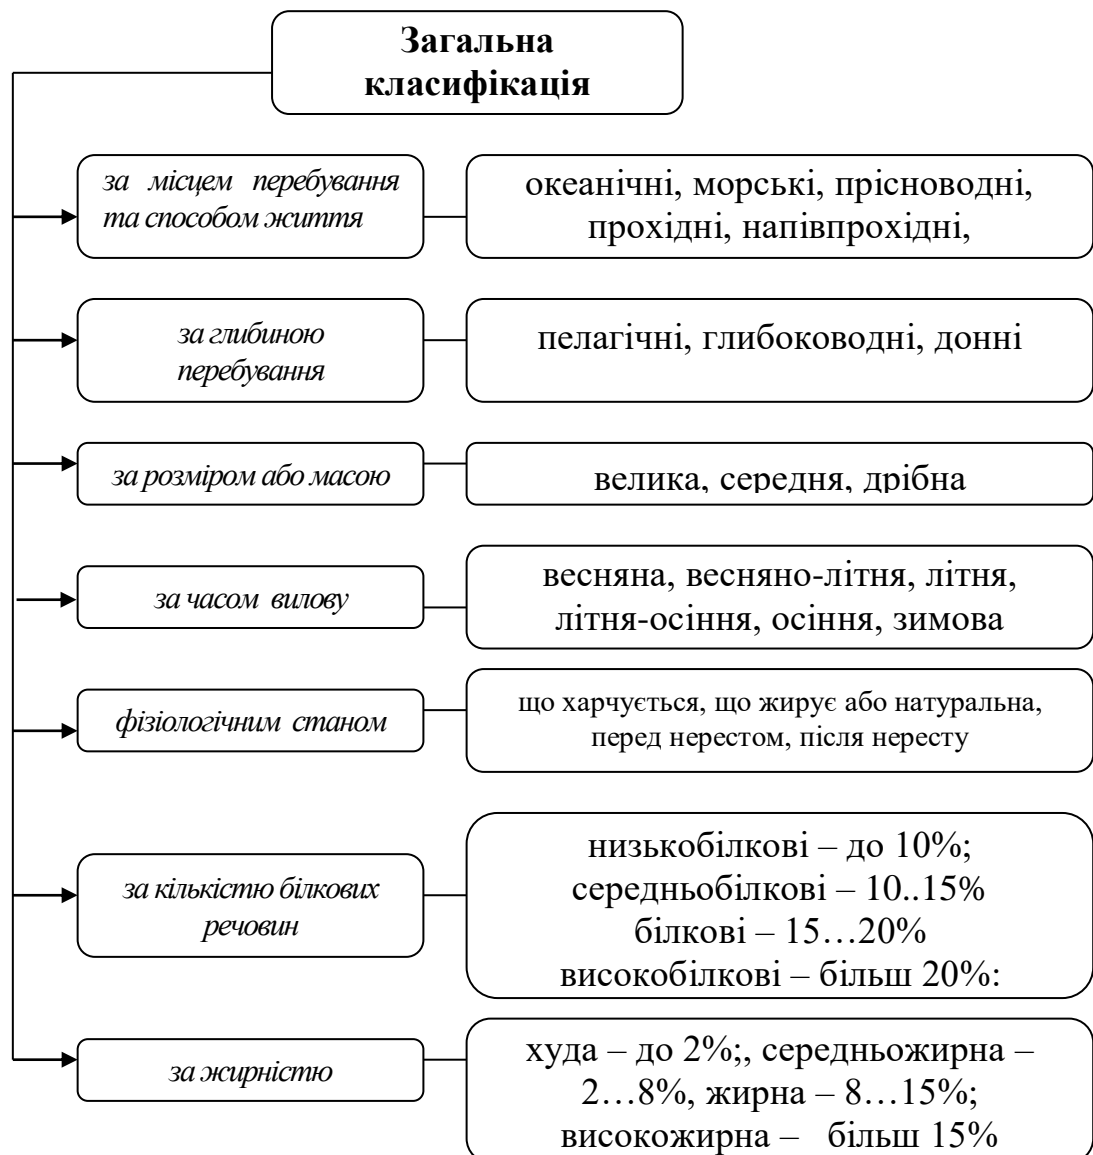 Загальна
класифікація
за місцем перебування
та способом життя
океанічні, морські, прісноводні,
прохідні, напівпрохідні,
за глибиною
перебування
пелагічні, глибоководні, донні
за розміром або масою
велика, середня, дрібна
за часом вилову
весняна, весняно-літня, літня,
літня-осіння, осіння, зимова
фізіологічним станом
що харчується, що жирує або натуральна,
перед нерестом, після нересту
за кількістю білкових
речовин
низькобілкові – до 10%;
середньобілкові – 10..15%
білкові – 15…20%
високобілкові – більш 20%:
за жирністю
худа – до 2%;, середньожирна –
2…8%, жирна – 8…15%;
високожирна – більш 15%